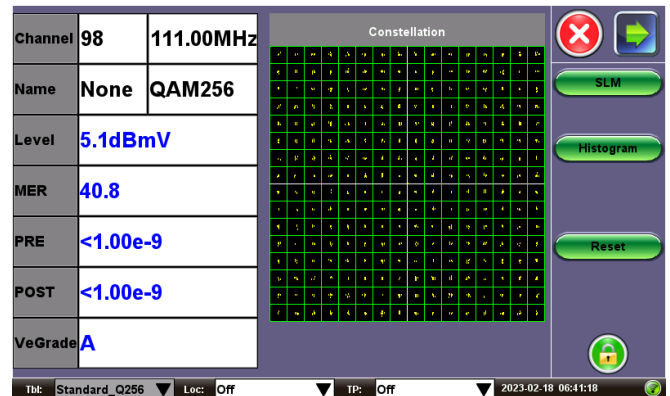 Channel 98 111.00MHz
Name None QAM256
Level 5.1dBmV
MER 40.8
PRE <1.00e-9
POST <1.00e-9
VeGrade A
Constellation
SLM
Histogram
Reset
Tbl: Standard_Q256 Loc: Off TP: Off 2023-02-18 06:41:18